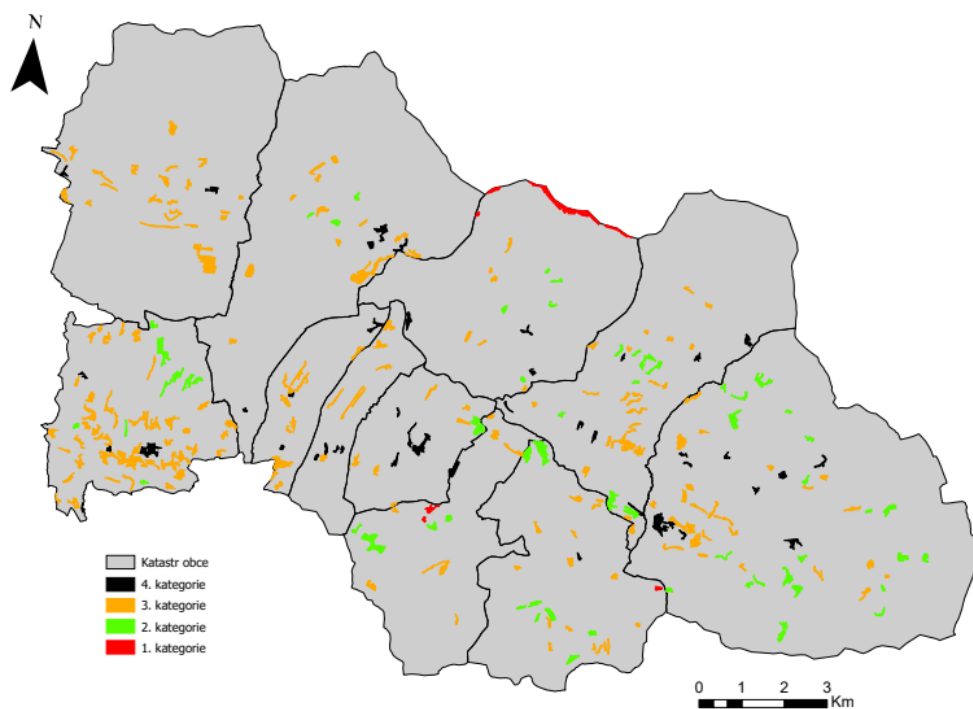 N
Katastr obce
4. kategorie
3. kategorie
2. kategorie
1. kategorie
0 1 2 3
Km